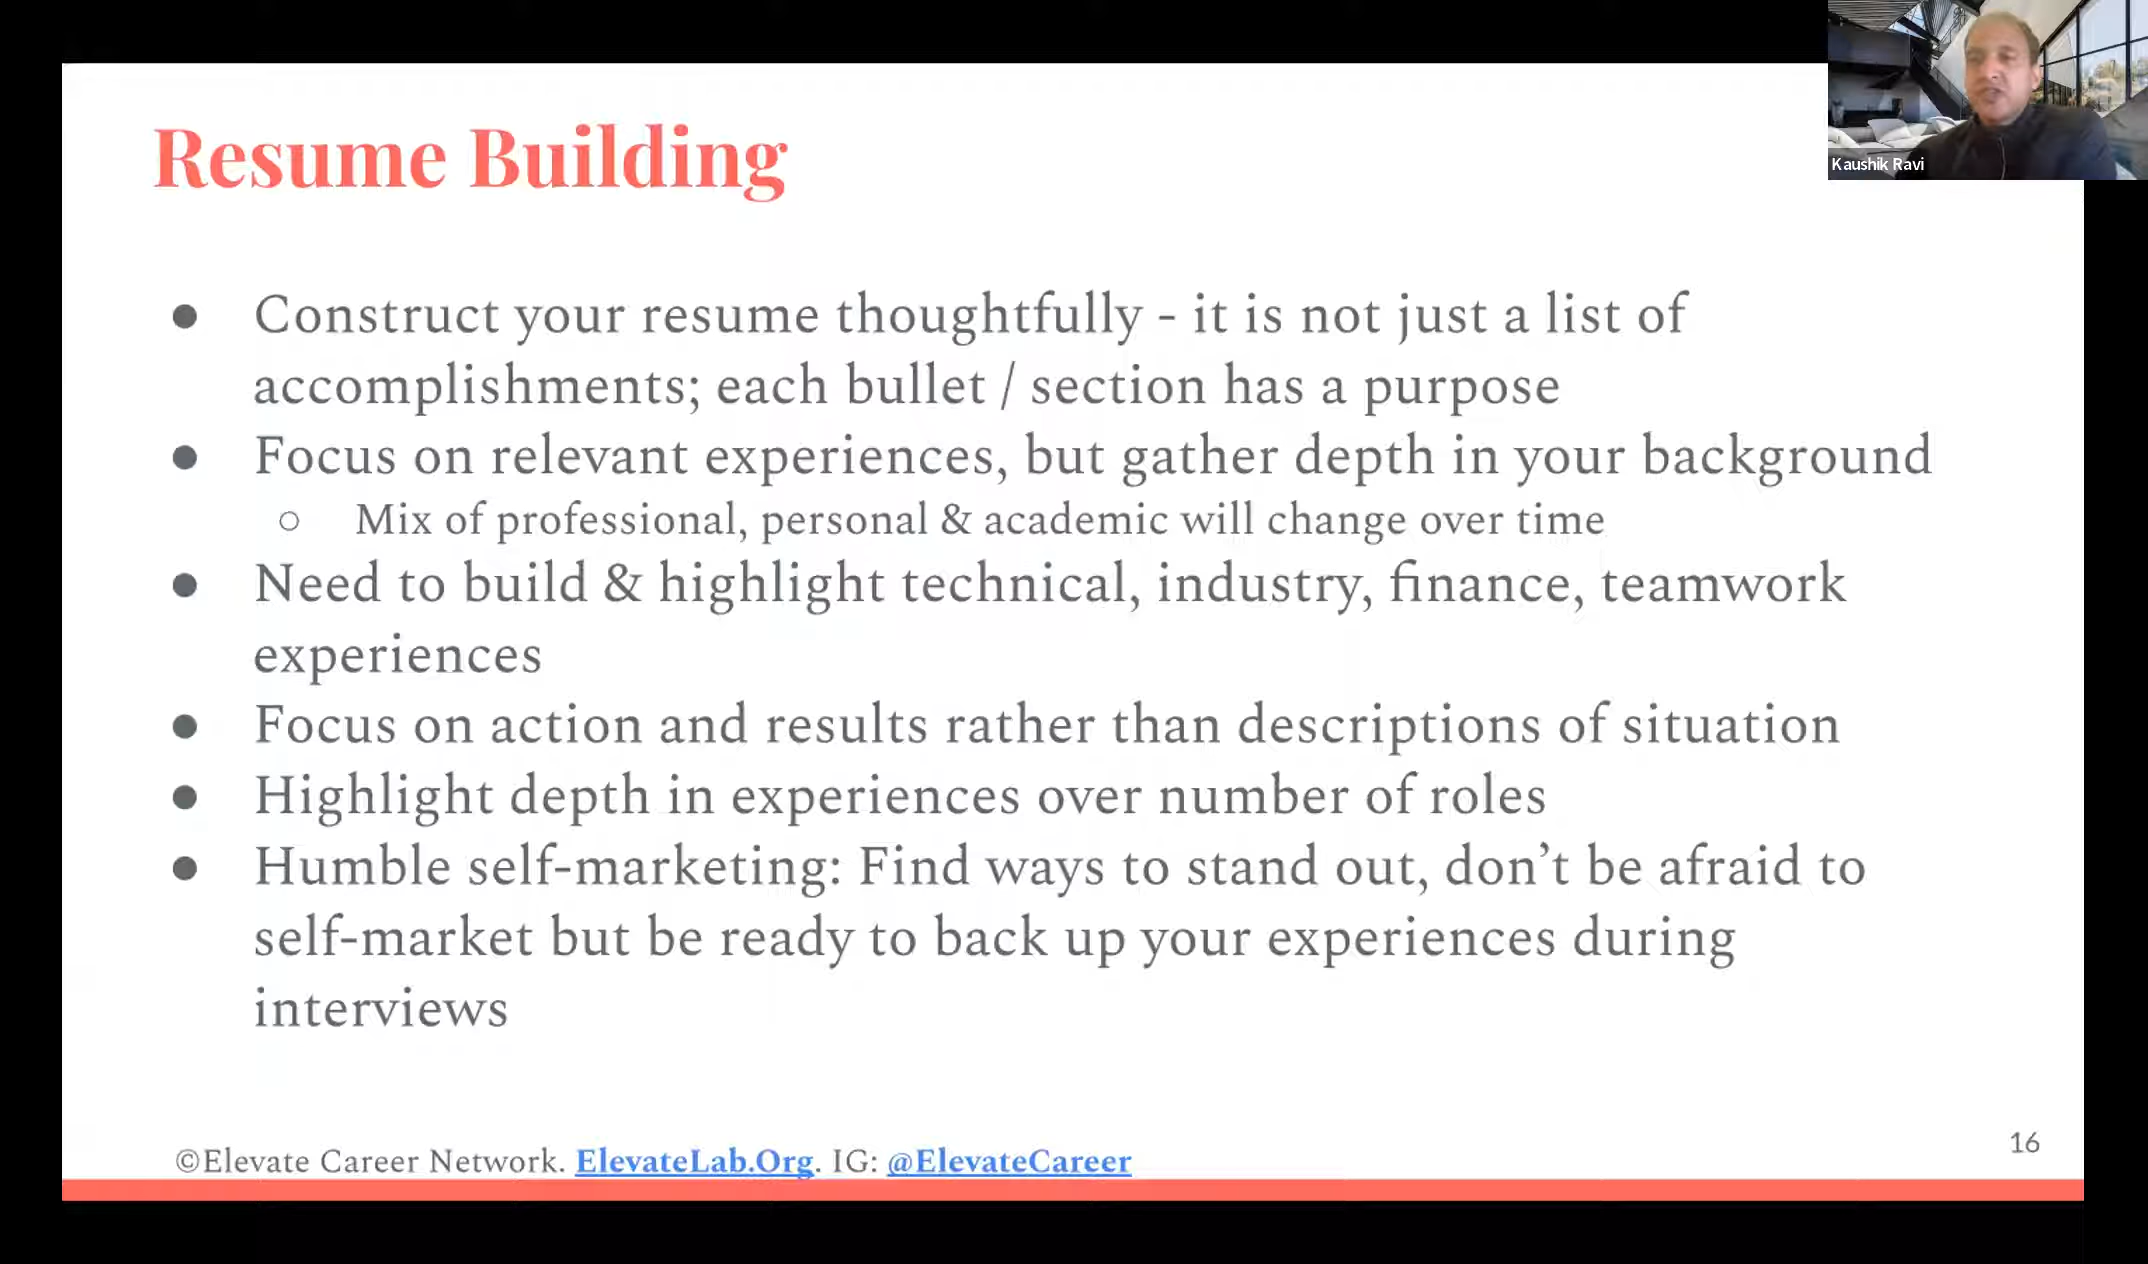 Kaushik Ravi
Resume Building
● Construct your resume thoughtfully - it is not just a list of
accomplishments; each bullet / section has a purpose
● Focus on relevant experiences, but gather depth in your background
○ Mix of professional, personal & academic will change over time
● Need to build & highlight technical, industry, finance, teamwork
experiences
● Focus on action and results rather than descriptions of situation
● Highlight depth in experiences over number of roles
● Humble self-marketing: Find ways to stand out, don’t be afraid to
self-market but be ready to back up your experiences during
interviews
16
©Elevate Career Network. ElevateLab.Org. IG: @ElevateCareer